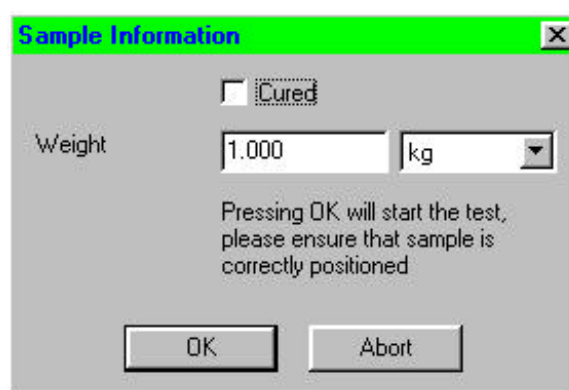 Sample Information
Cured
Weight 1.000 kg
Pressing OK will start the test,
please ensure that sample is
correctly positioned
OK Abort